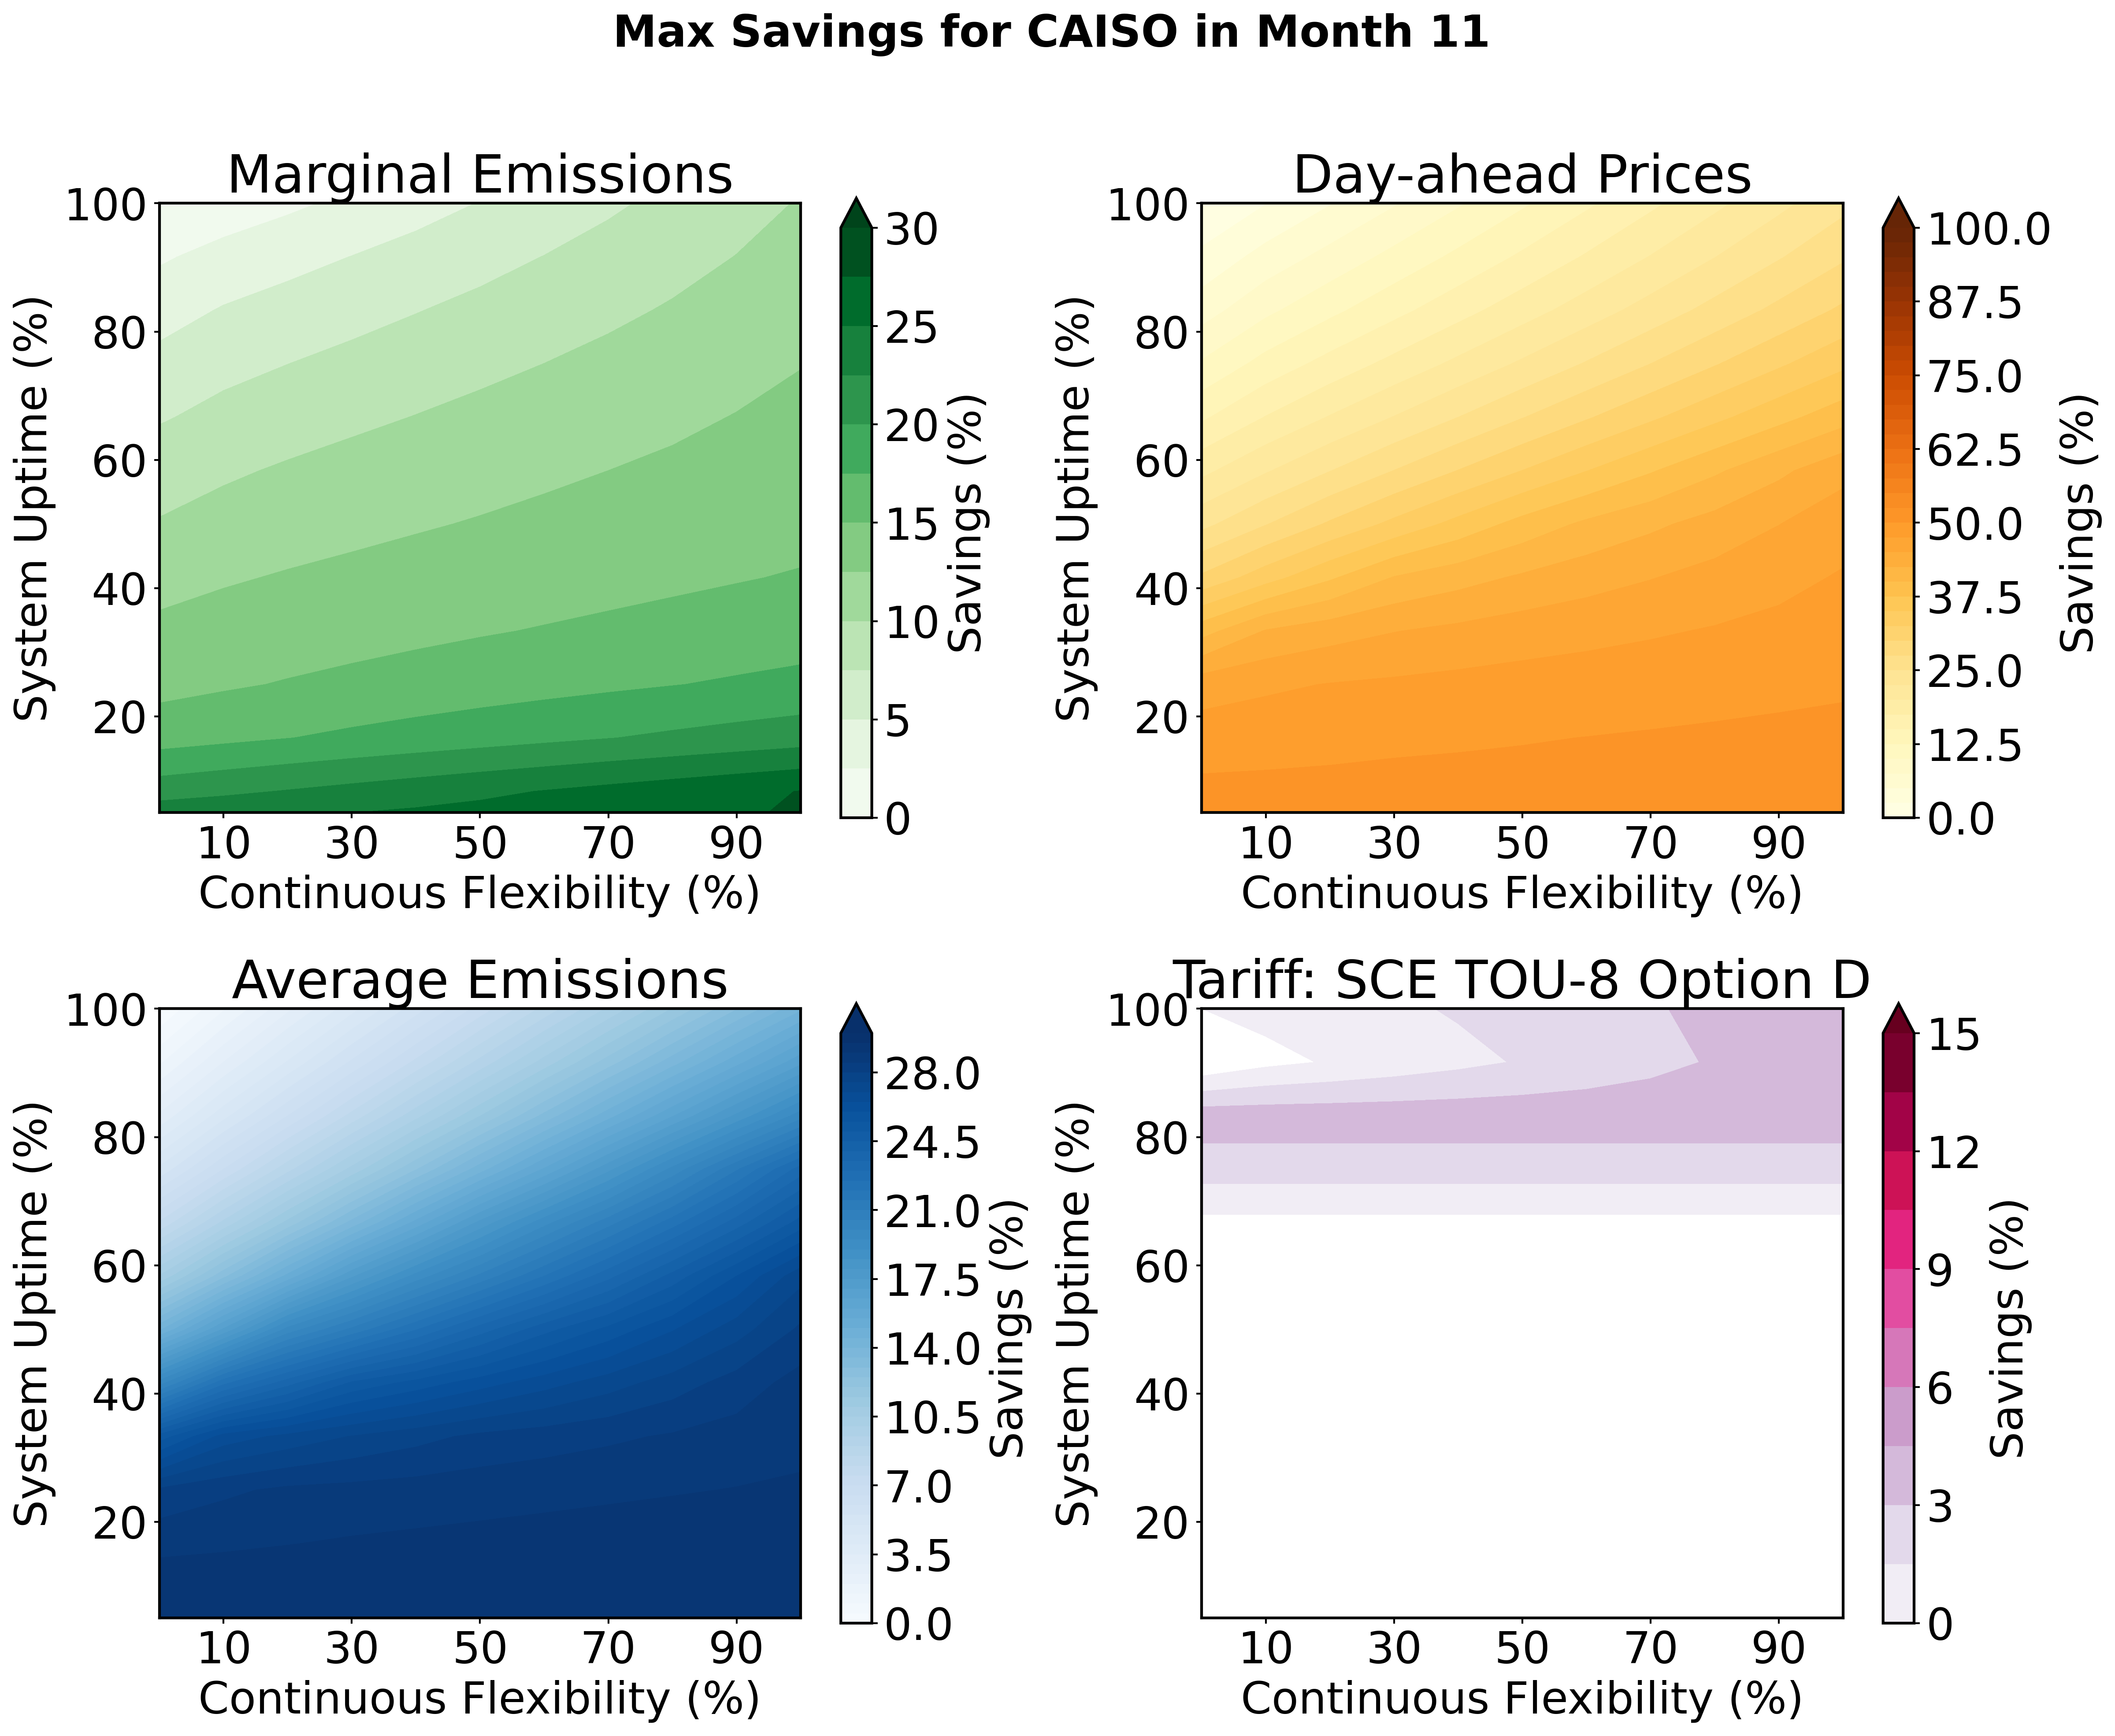 Max Savings for CAISO in Month 11
Marginal Emissions
100
80
60
40
20
System Uptime (%)
10 30 50 70 90
Continuous Flexibility (%)
30
25
20
15
10
5
0
Savings (%)
Day-ahead Prices
100
80
60
40
20
System Uptime (%)
10 30 50 70 90
Continuous Flexibility (%)
100.0
87.5
75.0
62.5
50.0
37.5
25.0
12.5
0.0
Savings (%)
Average Emissions
100
80
60
40
20
System Uptime (%)
10 30 50 70 90
Continuous Flexibility (%)
28.0
24.5
21.0
17.5
14.0
10.5
7.0
3.5
0.0
Savings (%)
Tariff: SCE TOU-8 Option D
100
80
60
40
20
System Uptime (%)
10 30 50 70 90
Continuous Flexibility (%)
15
12
9
6
3
0
Savings (%)